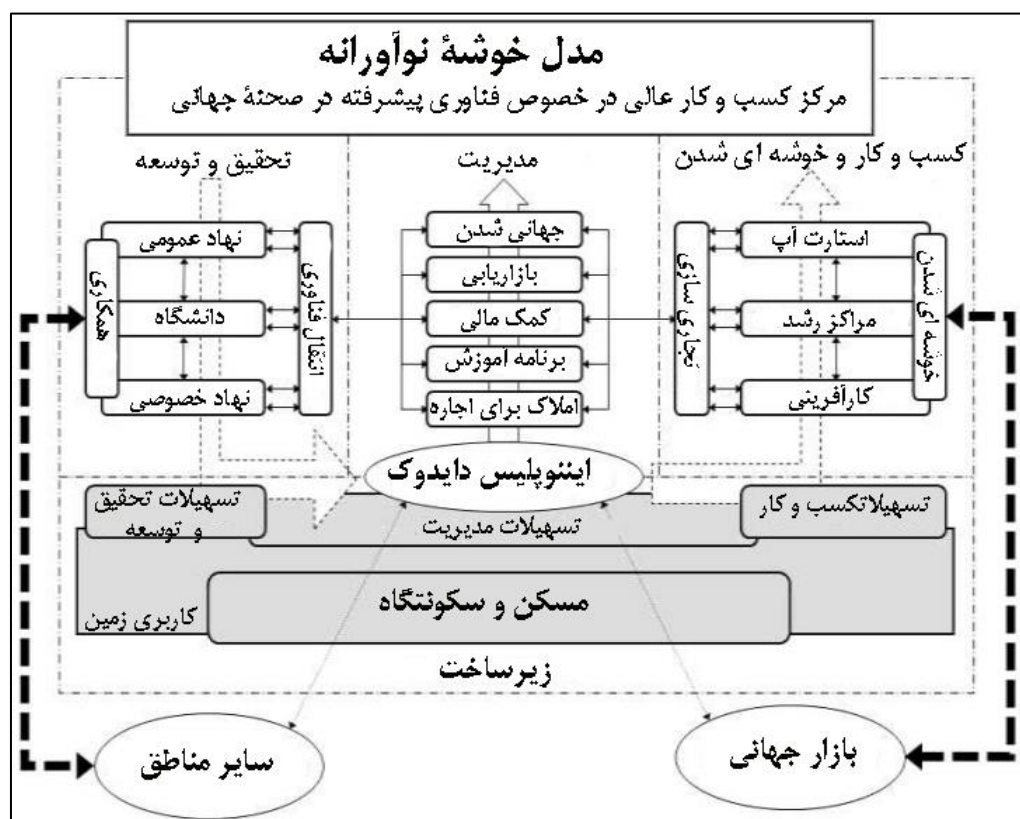 مدل خوشهٔ نوآورانه
مرکز کسب و کار عالی در خصوص فناوری پیشرفته در صحنهٔ جهانی
کسب و کار و خوشه ای شدن
مدیریت
تحقیق و توسعه
استارت آپ
مراکز رشد
کارآفرینی
خوشه ای شدن
تجاری سازی
جهانی شدن
بازاریابی
کمک مالی
برنامه آموزش
املاک برای اجاره
انتقال فناوری
نهاد عمومی
دانشگاه
نهاد خصوصی
همکاری
اینوپلیس دایدوک
تسهیلاتکسب و کار
تسهیلات مدیریت
تسهیلات تحقیق
و توسعه
مسکن و سکونتگاه
کاربری زمین
زیرساخت
بازار جهانی
سایر مناطق